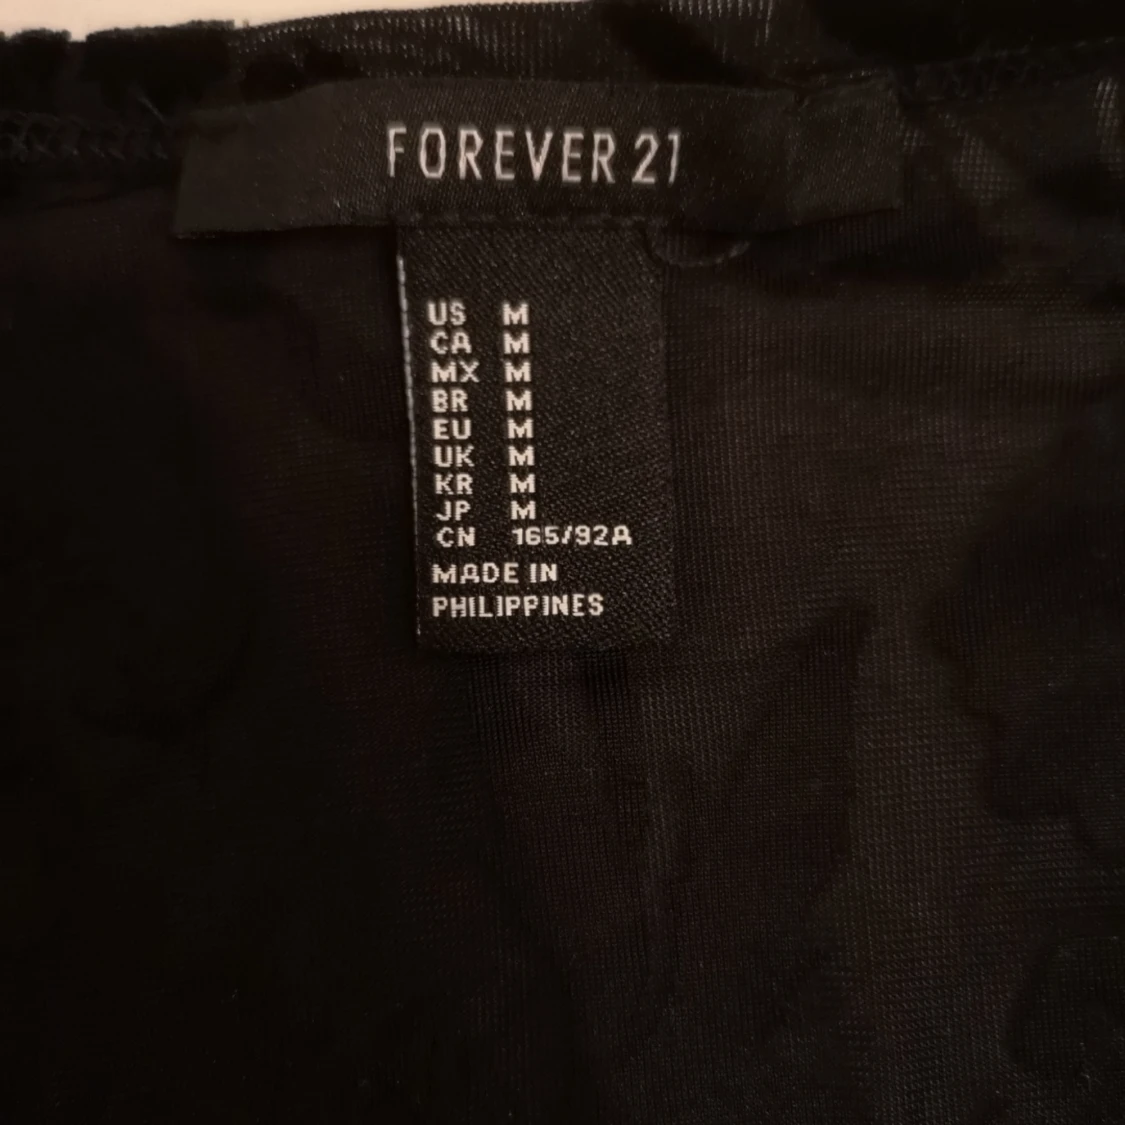 FOREVER 21
US M
CA M
MX M
BR M
EU M
UK M
KR M
JP M
CN 165/92A
MADE IN
PHILIPPINES